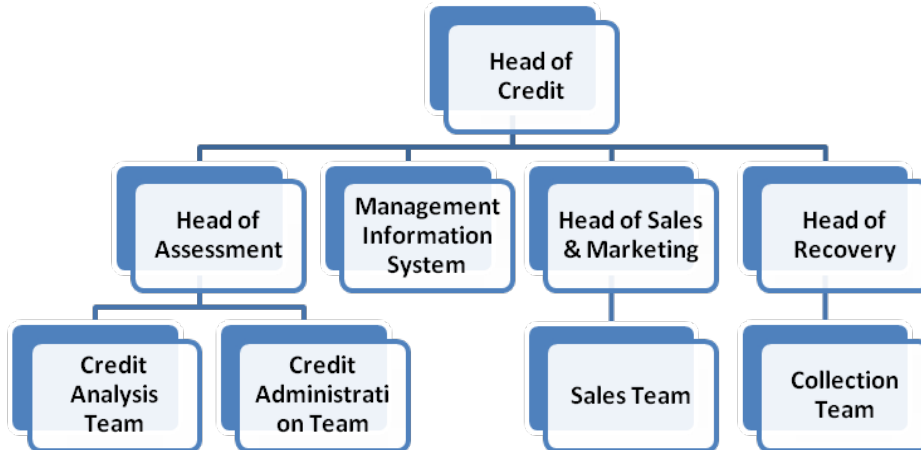 Head of
Credit
Head of
Assessment
Management
Information
System
Head of Sales
& Marketing
Head of
Recovery
Credit
Analysis
Team
Credit
Administrati
on Team
Sales Team
Collection
Team